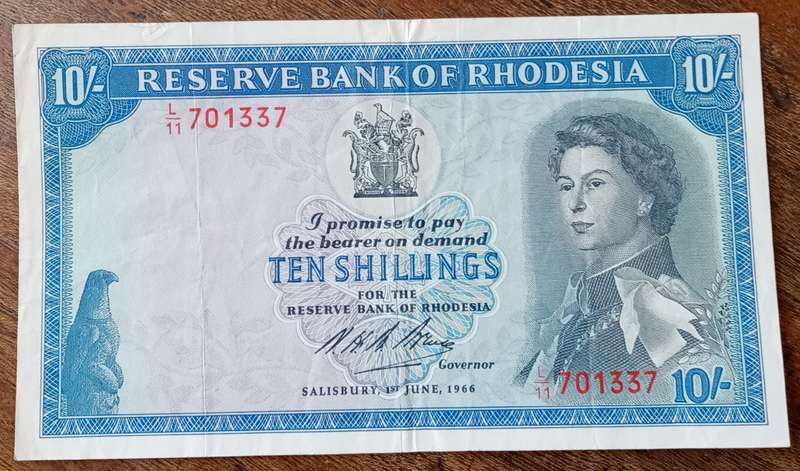 10/- RESERVE BANK OF RHODESIA 10/-
L/11 701337
I promise to pay
the bearer on demand
TEN SHILLINGS
FOR THE
RESERVE BANK OF RHODESIA
Governor
SALISBURY, 1ST JUNE, 1966
L/11 701337 10/-